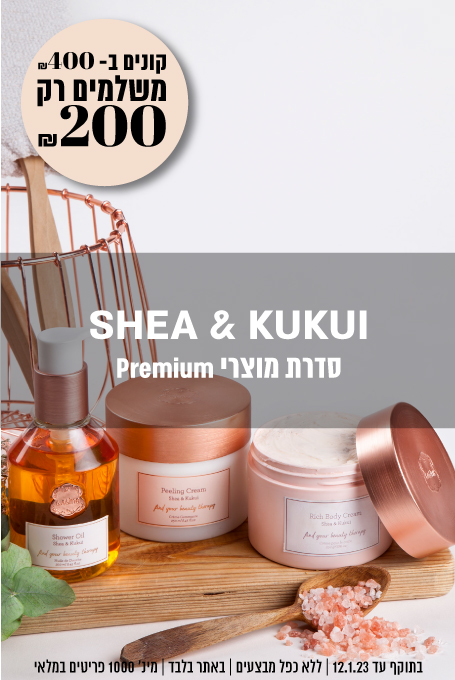 קונים ב- 400₪
משלמים רק
200₪
SHEA & KUKUI
סדרת מוצרי Premium
Peeling Cream
Shea & Kukui
find your beauty therapy
Rich Body Cream
Shea & Kukui
find your beauty therapy
Shower Oil
Shea & Kukui
find your beauty therapy
בתוקף עד 12.1.23 | ללא כפל מבצעים | באתר בלבד | מינ' 1000 פריטים במלאי